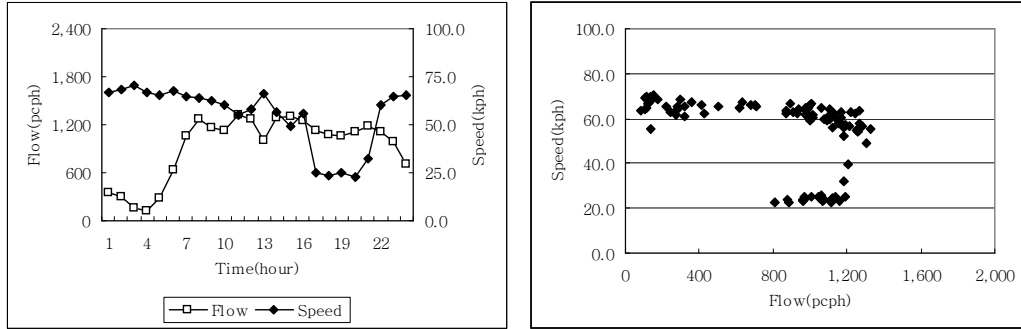 2,400
1,800
1,200
600
0
Flow(pcph)
100.0
75.0
50.0
25.0
0.0
Speed(kph)
1 4 7 10 13 16 19 22
Time(hour)
Flow Speed
100.0
80.0
60.0
40.0
20.0
0.0
Speed(kph)
0 400 800 1,200 1,600 2,000
Flow(pcph)